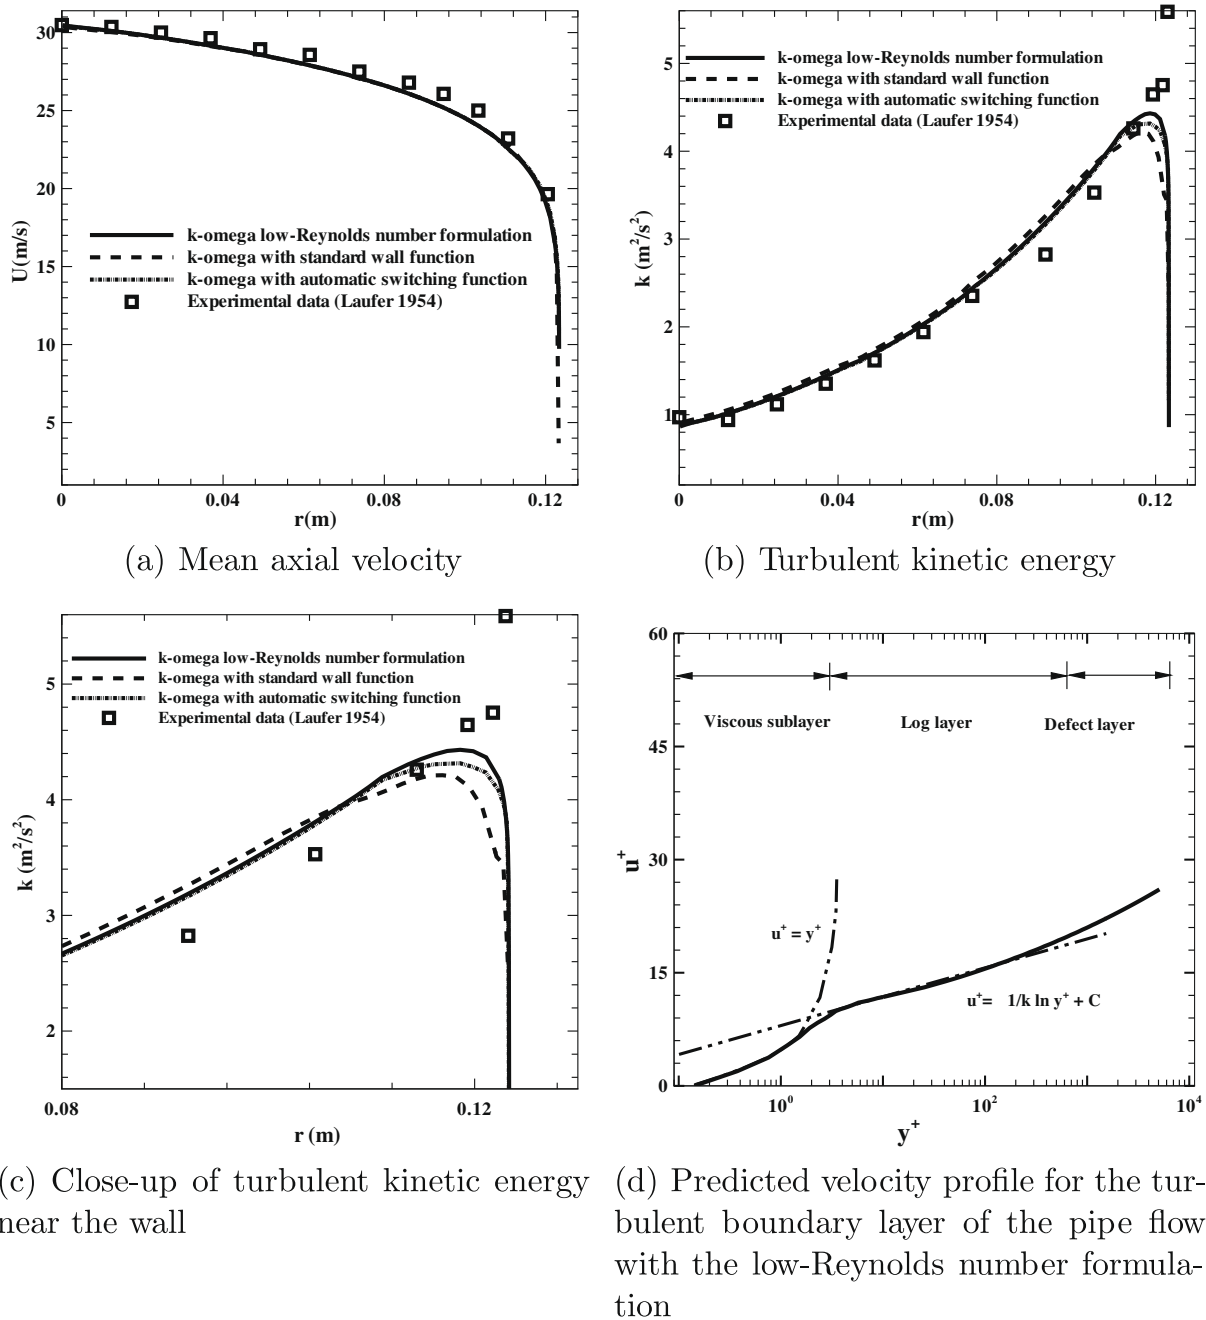 30
25
20
15
10
5
U(m/s)
k-omega low-Reynolds number formulation
k-omega with standard wall function
k-omega with automatic switching function
Experimental data (Laufer 1954)
0
0.04
0.08
0.12
r(m)
(a) Mean axial velocity
5
4
3
2
1
k (m²/s²)
k-omega low-Reynolds number formulation
k-omega with standard wall function
k-omega with automatic switching function
Experimental data (Laufer 1954)
0
0.04
0.08
0.12
r(m)
(b) Turbulent kinetic energy
5
4
3
2
k (m²/s²)
k-omega low-Reynolds number formulation
k-omega with standard wall function
k-omega with automatic switching function
Experimental data (Laufer 1954)
0.08
0.12
r (m)
(c) Close-up of turbulent kinetic energy
near the wall
60
45
30
15
0
u⁺
Viscous sublayer
Log layer
Defect layer
u⁺ = y⁺
u⁺= 1/k ln y⁺ + C
10⁰
10²
10⁴
y⁺
(d) Predicted velocity profile for the tur-
bulent boundary layer of the pipe flow
with the low-Reynolds number formula-
tion